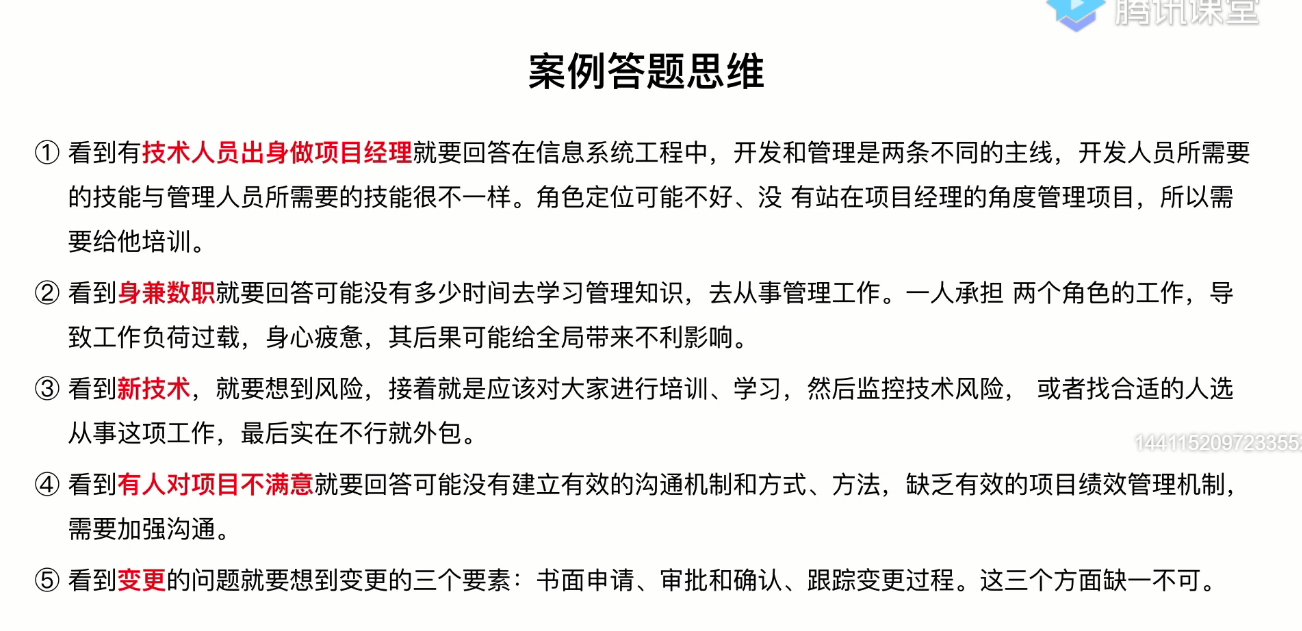 腾讯课堂
案例答题思维
① 看到有技术人员出身做项目经理就要回答在信息系统工程中，开发和管理是两条不同的主线，开发人员所需要
的技能与管理人员所需要的技能很不一样。角色定位可能不好、没 有站在项目经理的角度管理项目，所以需
要给他培训。
② 看到身兼数职就要回答可能没有多少时间去学习管理知识，去从事管理工作。一人承担 两个角色的工作，导
致工作负荷过载，身心疲惫，其后果可能给全局带来不利影响。
③ 看到新技术，就要想到风险，接着就是应该对大家进行培训、学习，然后监控技术风险， 或者找合适的人选
从事这项工作，最后实在不行就外包。
144115209723355
④ 看到有人对项目不满意就要回答可能没有建立有效的沟通机制和方式、方法，缺乏有效的项目绩效管理机制，
需要加强沟通。
⑤ 看到变更的问题就要想到变更的三个要素：书面申请、审批和确认、跟踪变更过程。这三个方面缺一不可。